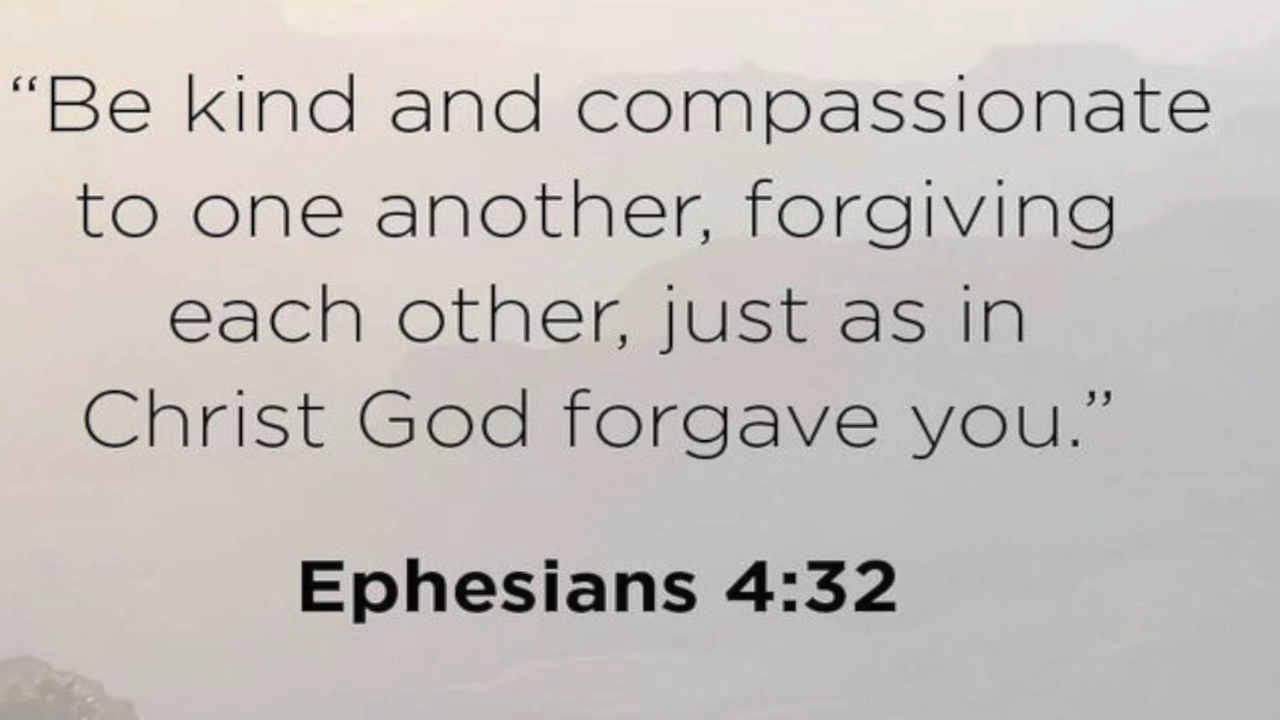 “Be kind and compassionate
to one another, forgiving
each other, just as in
Christ God forgave you.”
Ephesians 4:32